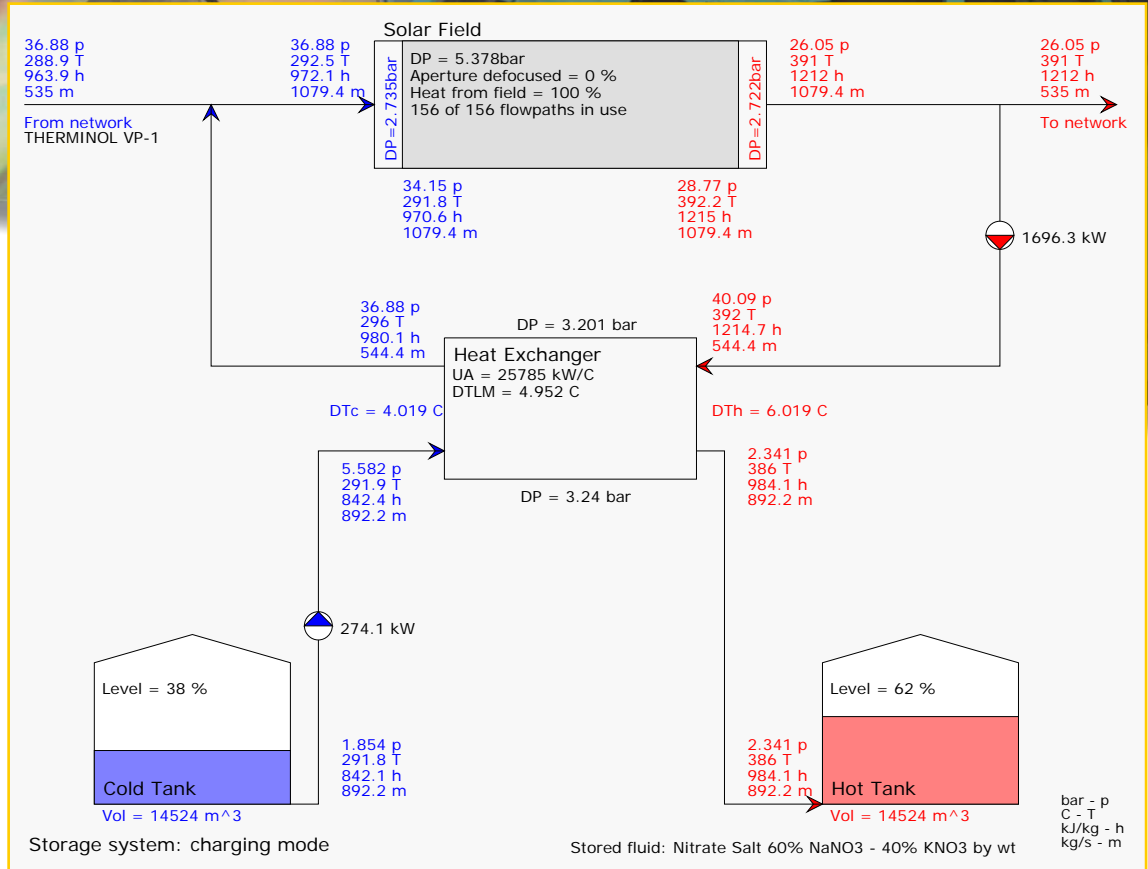 Solar Field
36.88 p
288.9 T
963.9 h
535 m
From network
THERMINOL VP-1
36.88 p
292.5 T
972.1 h
1079.4 m
DP=2.735bar
DP = 5.378bar
Aperture defocused = 0 %
Heat from field = 100 %
156 of 156 flowpaths in use
DP=2.722bar
26.05 p
391 T
1212 h
1079.4 m
26.05 p
391 T
1212 h
535 m
To network
34.15 p
291.8 T
970.6 h
1079.4 m
28.77 p
392.2 T
1215 h
1079.4 m
1696.3 kW
36.88 p
296 T
980.1 h
544.4 m
DP = 3.201 bar
40.09 p
392 T
1214.7 h
544.4 m
Heat Exchanger
UA = 25785 kW/C
DTLM = 4.952 C
DTc = 4.019 C
DTh = 6.019 C
5.582 p
291.9 T
842.4 h
892.2 m
DP = 3.24 bar
2.341 p
386 T
984.1 h
892.2 m
274.1 kW
Level = 38 %
Cold Tank
Vol = 14524 m^3
1.854 p
291.8 T
842.1 h
892.2 m
2.341 p
386 T
984.1 h
892.2 m
Level = 62 %
Hot Tank
Vol = 14524 m^3
bar - p
C - T
kJ/kg - h
kg/s - m
Storage system: charging mode
Stored fluid: Nitrate Salt 60% NaNO3 - 40% KNO3 by wt